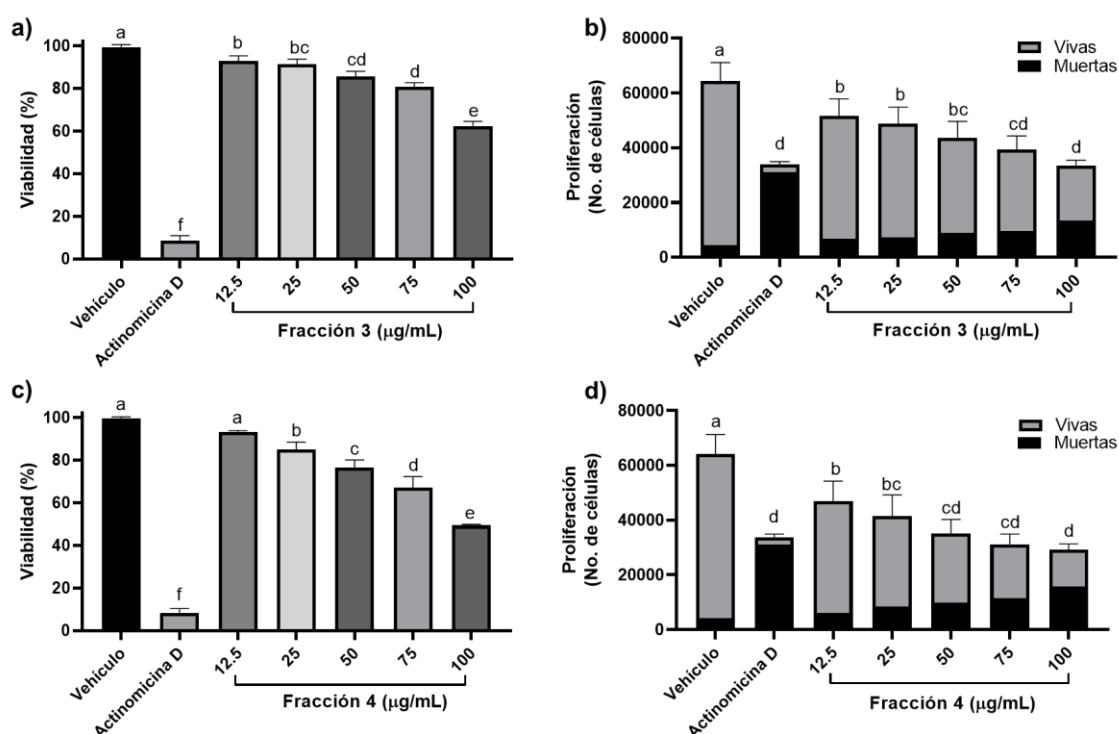 a)
Viabilidad (%)
100
80
60
40
20
0
a
f
b
bc
cd
d
e
Vehículo
Actinomicina D
12.5
25
50
75
100
Fracción 3 (µg/mL)
b)
Proliferación
(No. de células)
80000
60000
40000
20000
0
Vivas
Muertas
a
d
b
b
bc
cd
d
Vehículo
Actinomicina D
12.5
25
50
75
100
Fracción 3 (µg/mL)
c)
Viabilidad (%)
100
80
60
40
20
0
a
f
a
b
c
d
e
Vehículo
Actinomicina D
12.5
25
50
75
100
Fracción 4 (µg/mL)
d)
Proliferación
(No. de células)
80000
60000
40000
20000
0
Vivas
Muertas
a
d
b
bc
cd
cd
d
Vehículo
Actinomicina D
12.5
25
50
75
100
Fracción 4 (µg/mL)